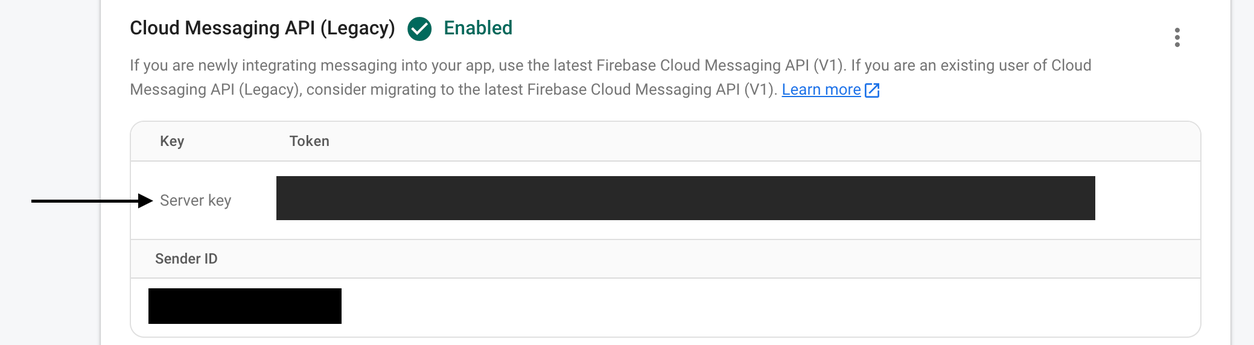 Cloud Messaging API (Legacy) Enabled
If you are newly integrating messaging into your app, use the latest Firebase Cloud Messaging API (V1). If you are an existing user of Cloud
Messaging API (Legacy), consider migrating to the latest Firebase Cloud Messaging API (V1). Learn more
Key Token
Server key
Sender ID